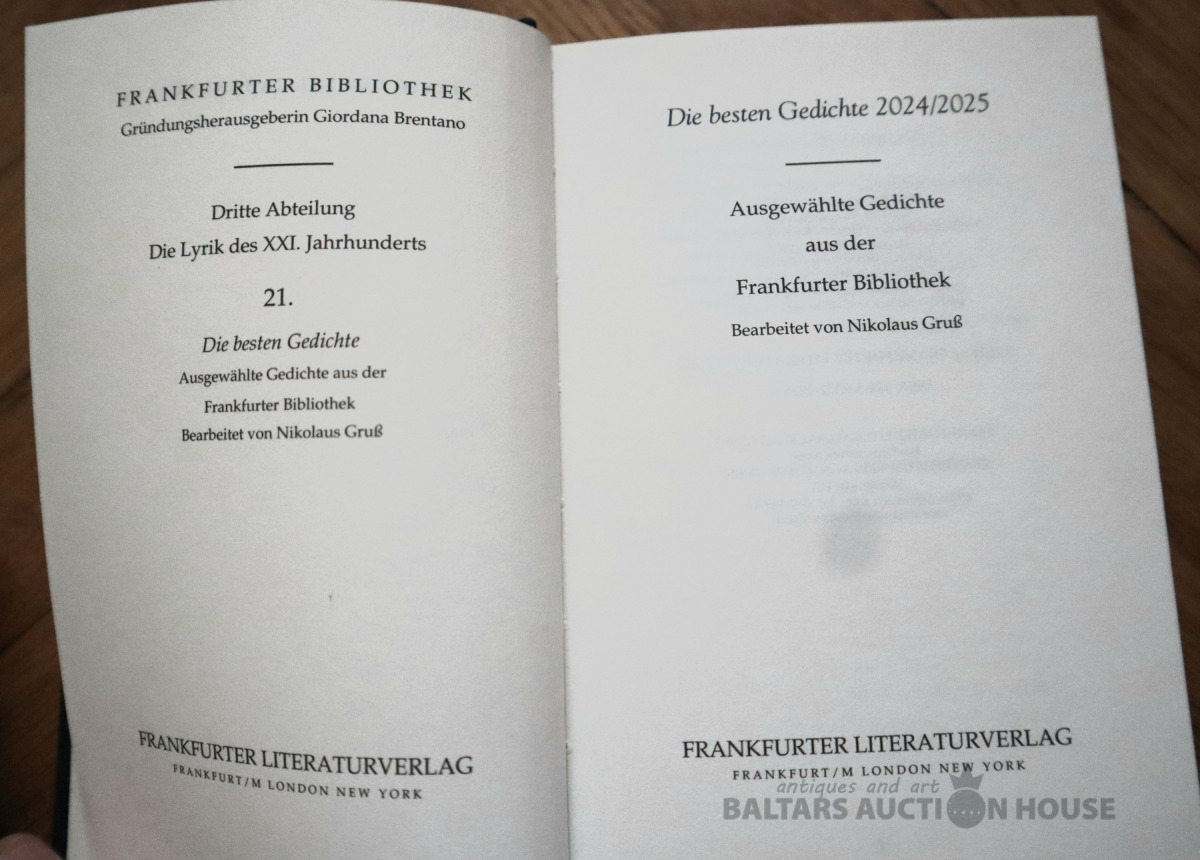 FRANKFURTER BIBLIOTHEK
Gründungsherausgeberin Giordana Brentano
Dritte Abteilung
Die Lyrik des XXI. Jahrhunderts
21.
Die besten Gedichte
Ausgewählte Gedichte aus der
Frankfurter Bibliothek
Bearbeitet von Nikolaus Gruß
FRANKFURTER LITERATURVERLAG
FRANKFURT/M LONDON NEW YORK
Die besten Gedichte 2024/2025
Ausgewählte Gedichte
aus der
Frankfurter Bibliothek
Bearbeitet von Nikolaus Gruß
FRANKFURTER LITERATURVERLAG
FRANKFURT/M LONDON NEW YORK
antiques and art
BALTARS AUCTION HOUSE